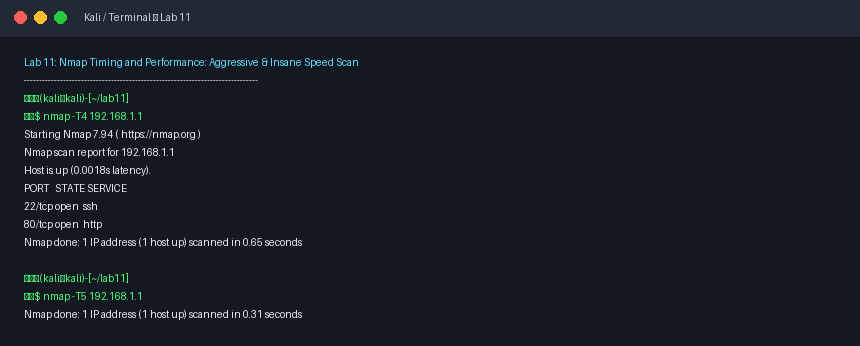 Kali / Terminal ▯ Lab 11
Lab 11: Nmap Timing and Performance: Aggressive & Insane Speed Scan
------------------------------------------------------------------------------
▯▯▯(kali▯kali)-[~/lab11]
▯▯$ nmap -T4 192.168.1.1
Starting Nmap 7.94 ( https://nmap.org )
Nmap scan report for 192.168.1.1
Host is up (0.0018s latency).
PORT   STATE SERVICE
22/tcp open  ssh
80/tcp open  http
Nmap done: 1 IP address (1 host up) scanned in 0.65 seconds
▯▯▯(kali▯kali)-[~/lab11]
▯▯$ nmap -T5 192.168.1.1
Nmap done: 1 IP address (1 host up) scanned in 0.31 seconds